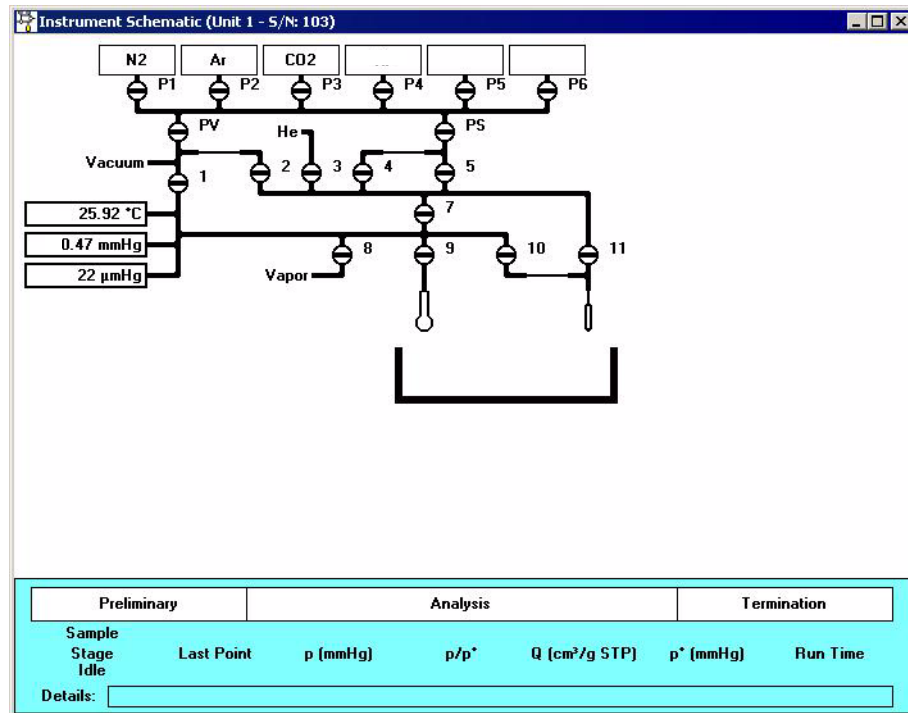 Instrument Schematic (Unit 1 - S/N: 103)
N2 Ar CO2 ...
P1 P2 P3 P4 P5 P6
PV He PS
Vacuum 1 2 3 4 5
25.92 °C 7
0.47 mmHg 8 9 10 11
22 µmHg Vapor
Preliminary Analysis Termination
Sample
Stage Last Point p (mmHg) p/p° Q (cm³/g STP) p° (mmHg) Run Time
Idle
Details: